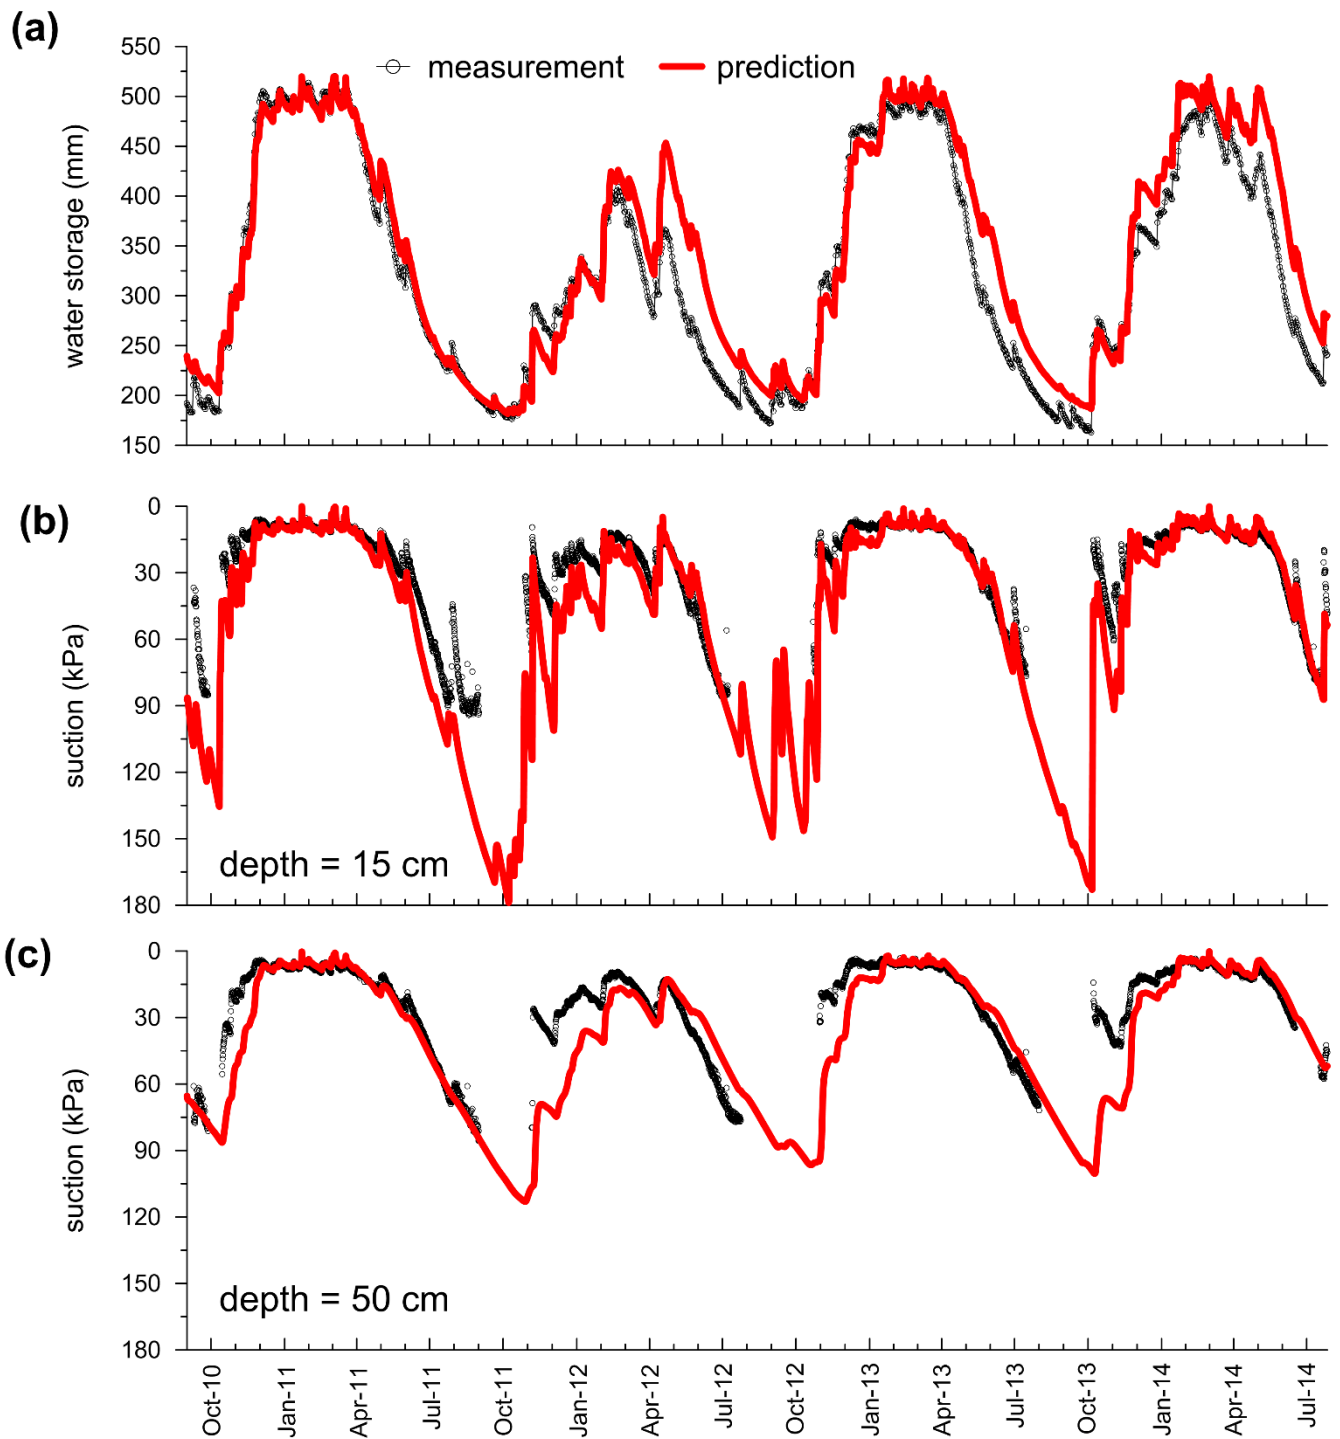 (a)
550
500
450
400
350
300
250
200
150
water storage (mm)
measurement
prediction
(b)
0
30
60
90
120
150
180
suction (kPa)
depth = 15 cm
(c)
0
30
60
90
120
150
180
suction (kPa)
depth = 50 cm
Oct-10
Jan-11
Apr-11
Jul-11
Oct-11
Jan-12
Apr-12
Jul-12
Oct-12
Jan-13
Apr-13
Jul-13
Oct-13
Jan-14
Apr-14
Jul-14